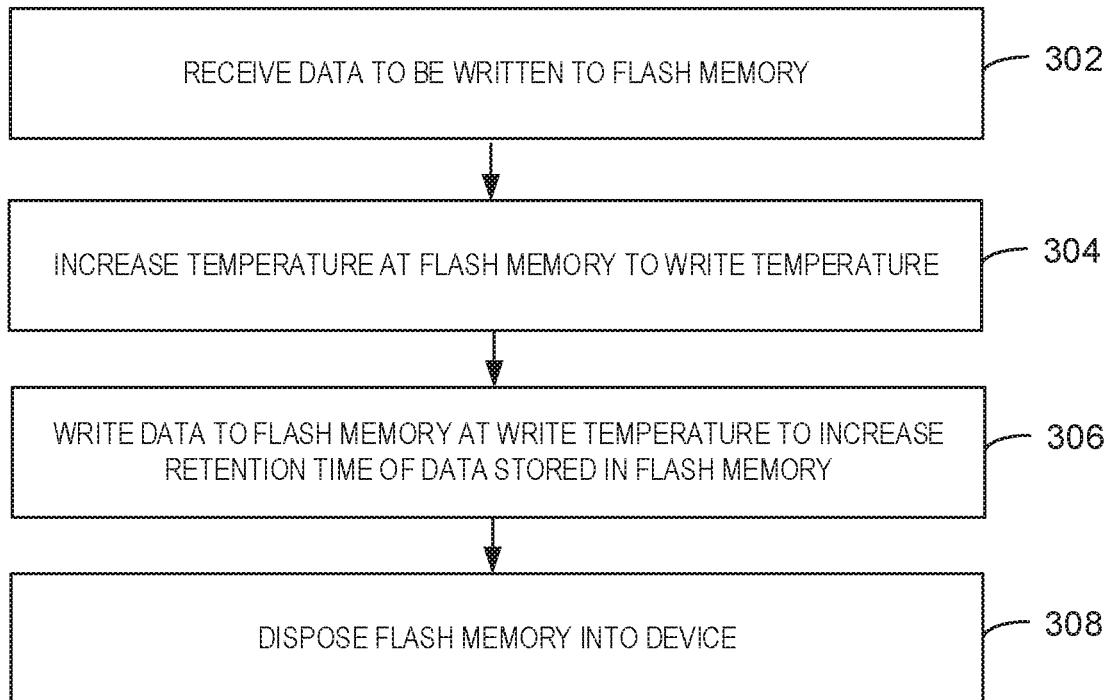 RECEIVE DATA TO BE WRITTEN TO FLASH MEMORY
302
INCREASE TEMPERATURE AT FLASH MEMORY TO WRITE TEMPERATURE
304
WRITE DATA TO FLASH MEMORY AT WRITE TEMPERATURE TO INCREASE
RETENTION TIME OF DATA STORED IN FLASH MEMORY
306
DISPOSE FLASH MEMORY INTO DEVICE
308